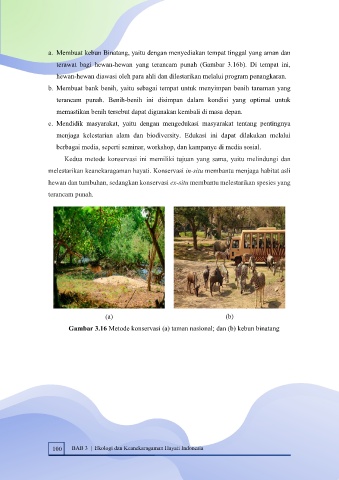 a. Membuat kebun Binatang, yaitu dengan menyediakan tempat tinggal yang aman dan
terawat bagi hewan-hewan yang terancam punah (Gambar 3.16b). Di tempat ini,
hewan-hewan diawasi oleh para ahli dan dilestarikan melalui program penangkaran.
b. Membuat bank benih, yaitu sebagai tempat untuk menyimpan benih tanaman yang
terancam punah. Benih-benih ini disimpan dalam kondisi yang optimal untuk
memastikan benih tersebut dapat digunakan kembali di masa depan.
c. Mendidik masyarakat, yaitu dengan mengedukasi masyarakat tentang pentingnya
menjaga kelestarian alam dan biodiversity. Edukasi ini dapat dilakukan melalui
berbagai media, seperti seminar, workshop, dan kampanye di media sosial.
Kedua metode konservasi ini memiliki tujuan yang sama, yaitu melindungi dan
melestarikan keanekaragaman hayati. Konservasi in-situ membantu menjaga habitat asli
hewan dan tumbuhan, sedangkan konservasi ex-situ membantu melestarikan spesies yang
terancam punah.
(a) (b)
Gambar 3.16 Metode konservasi (a) taman nasional; dan (b) kebun binatang
100 BAB 3 | Ekologi dan Keanekaragaman Hayati Indonesia